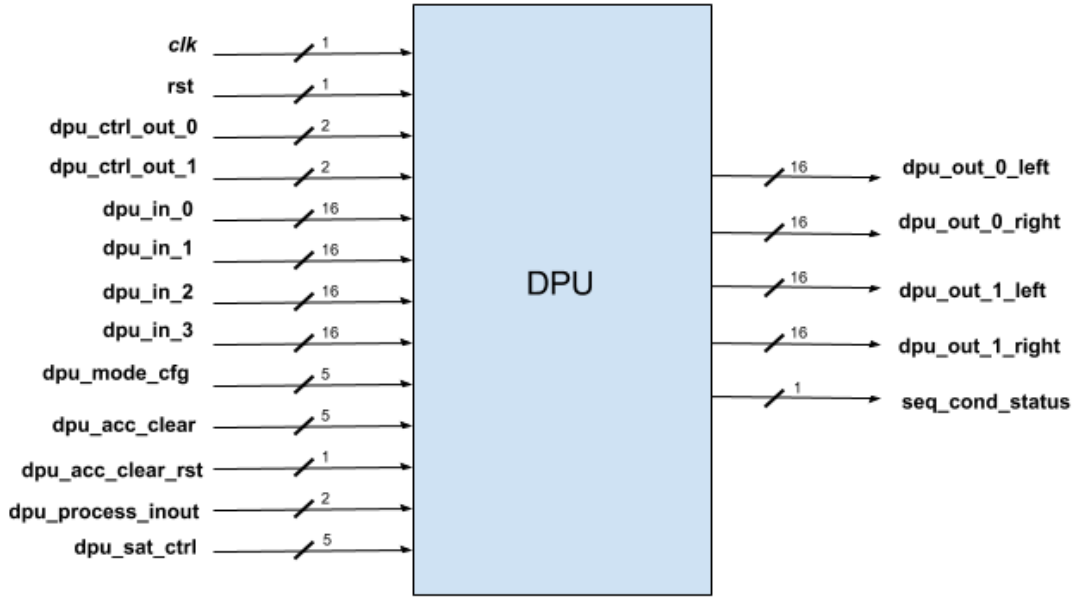 clk 1
rst 1
dpu_ctrl_out_0 2
dpu_ctrl_out_1 2
dpu_in_0 16
dpu_in_1 16
dpu_in_2 16
dpu_in_3 16
dpu_mode_cfg 5
dpu_acc_clear 5
dpu_acc_clear_rst 1
dpu_process_inout 2
dpu_sat_ctrl 5
DPU
16 dpu_out_0_left
16 dpu_out_0_right
16 dpu_out_1_left
16 dpu_out_1_right
1 seq_cond_status